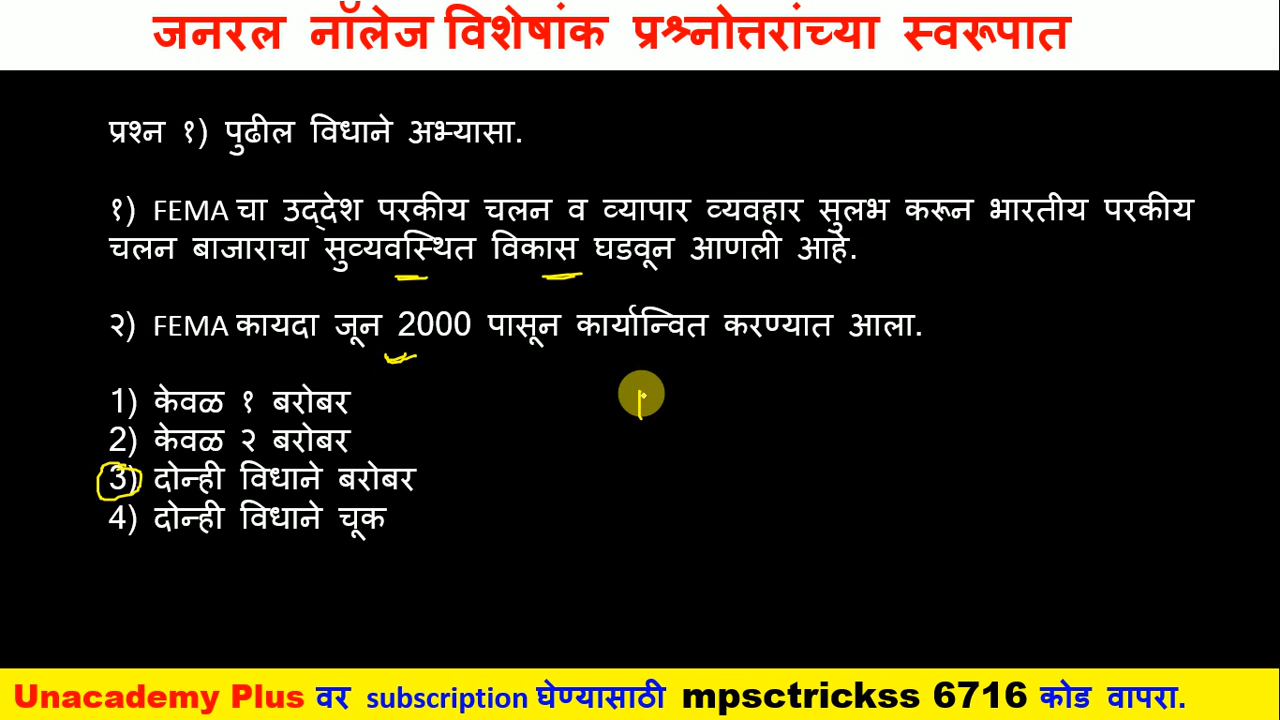 जनरल नॉलेज विशेषांक प्रश्नोत्तरांच्या स्वरूपात
प्रश्न १) पुढील विधाने अभ्यासा.
१) FEMA चा उद्देश परकीय चलन व व्यापार व्यवहार सुलभ करून भारतीय परकीय
चलन बाजाराचा सुव्यवस्थित विकास घडवून आणली आहे.
२) FEMA कायदा जून 2000 पासून कार्यान्वित करण्यात आला.
1) केवळ १ बरोबर
2) केवळ २ बरोबर
3) दोन्ही विधाने बरोबर
4) दोन्ही विधाने चूक
Unacademy Plus वर subscription घेण्यासाठी mpsctrickss 6716 कोड वापरा.